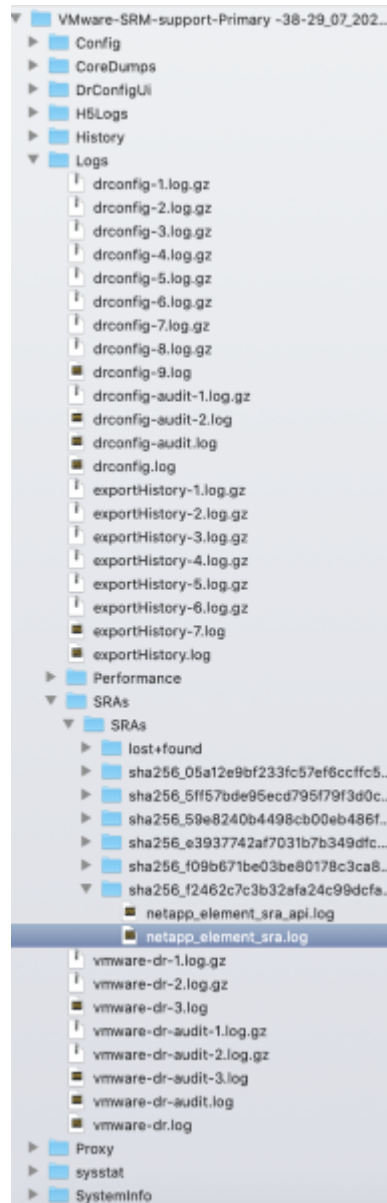 VMware-SRM-support-Primary -38-29_07_202...
Config
CoreDumps
DrConfigUi
H5Logs
History
Logs
drconfig-1.log.gz
drconfig-2.log.gz
drconfig-3.log.gz
drconfig-4.log.gz
drconfig-5.log.gz
drconfig-6.log.gz
drconfig-7.log.gz
drconfig-8.log.gz
drconfig-9.log
drconfig-audit-1.log.gz
drconfig-audit-2.log
drconfig-audit.log
drconfig.log
exportHistory-1.log.gz
exportHistory-2.log.gz
exportHistory-3.log.gz
exportHistory-4.log.gz
exportHistory-5.log.gz
exportHistory-6.log.gz
exportHistory-7.log
exportHistory.log
Performance
SRAs
SRAs
lost+found
sha256_05a12e9bf233fc57ef6ccffc5...
sha256_5ff57bde95ecd795f79f3d0c...
sha256_59e8240b4498cb00eb486f...
sha256_e3937742af7031b7b349dfc...
sha256_f09b671be03be80178c3ca8...
sha256_f2462c7c3b32afa24c99dcfa...
netapp_element_sra_api.log
netapp_element_sra.log
vmware-dr-1.log.gz
vmware-dr-2.log.gz
vmware-dr-3.log
vmware-dr-audit-1.log.gz
vmware-dr-audit-2.log.gz
vmware-dr-audit-3.log
vmware-dr-audit.log
vmware-dr.log
Proxy
sysstat
SystemInfo